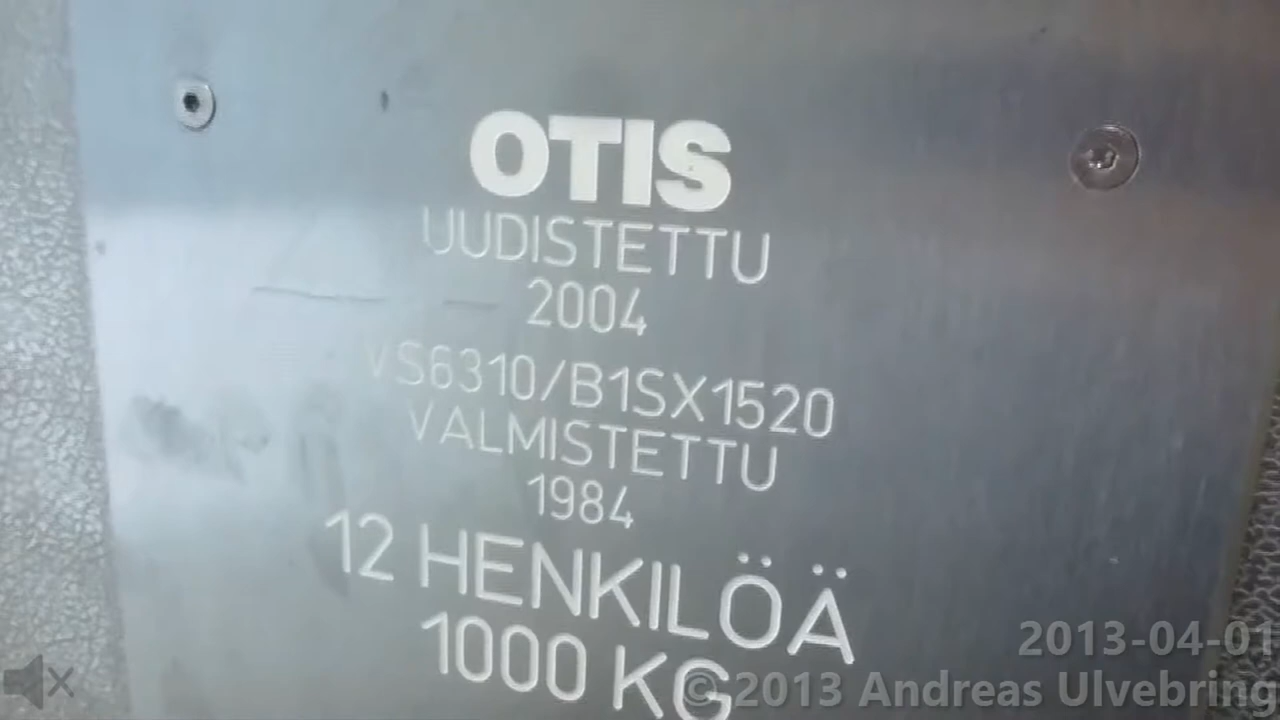 OTIS
UUDISTETTU
2004
VS6310/B1SX1520
VALMISTETTU
1984
12 HENKILÖÄ
1000 KG
2013-04-01
©2013 Andreas Ulvebring